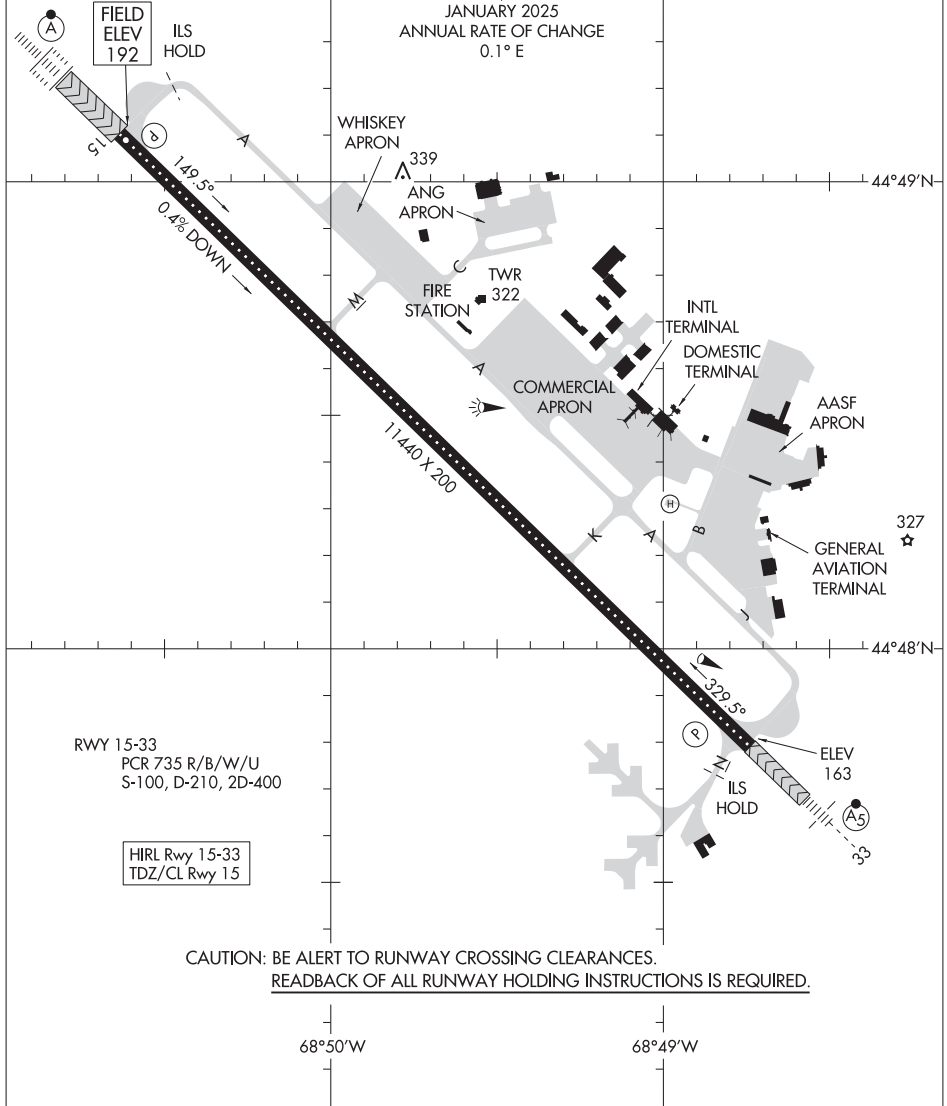 JANUARY 2025
ANNUAL RATE OF CHANGE
0.1° E
A
FIELD
ELEV
192
ILS
HOLD
15
P
A
149.5°
0.4% DOWN
WHISKEY
APRON
339
ANG
APRON
44°49'N
C
M
FIRE
STATION
TWR
322
INTL
TERMINAL
DOMESTIC
TERMINAL
A
COMMERCIAL
APRON
AASF
APRON
11440 X 200
H
K
A
B
327
GENERAL
AVIATION
TERMINAL
J
44°48'N
329.5°
P
N
ILS
HOLD
ELEV
163
A5
33
RWY 15-33
PCR 735 R/B/W/U
S-100, D-210, 2D-400
HIRL Rwy 15-33
TDZ/CL Rwy 15
CAUTION: BE ALERT TO RUNWAY CROSSING CLEARANCES.
READBACK OF ALL RUNWAY HOLDING INSTRUCTIONS IS REQUIRED.
68°50'W
68°49'W